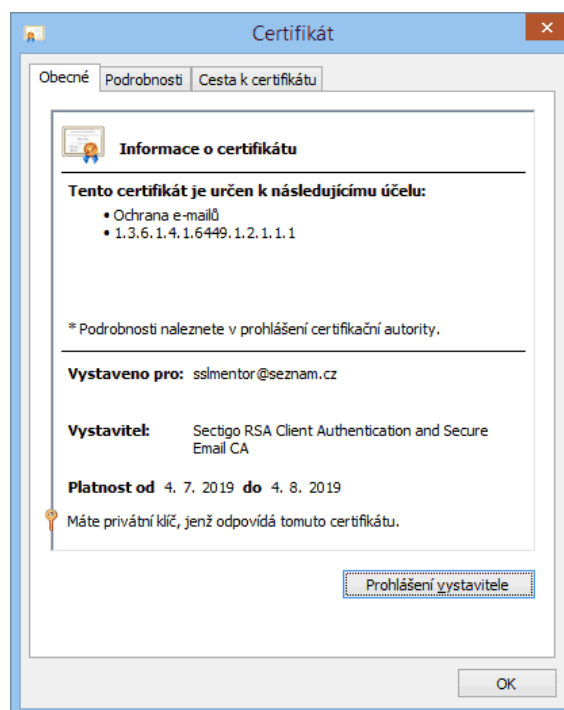 Certifikát
Obecné
Podrobnosti
Cesta k certifikátu
Informace o certifikátu
Tento certifikát je určen k následujícímu účelu:
• Ochrana e-mailů
• 1.3.6.1.4.1.6449.1.2.1.1.1
* Podrobnosti naleznete v prohlášení certifikační autority.
Vystaveno pro: sslmentor@seznam.cz
Vystavitel: Sectigo RSA Client Authentication and Secure
Email CA
Platnost od 4. 7. 2019 do 4. 8. 2019
Máte privátní klíč, jenž odpovídá tomuto certifikátu.
Prohlášení vystavitele
OK